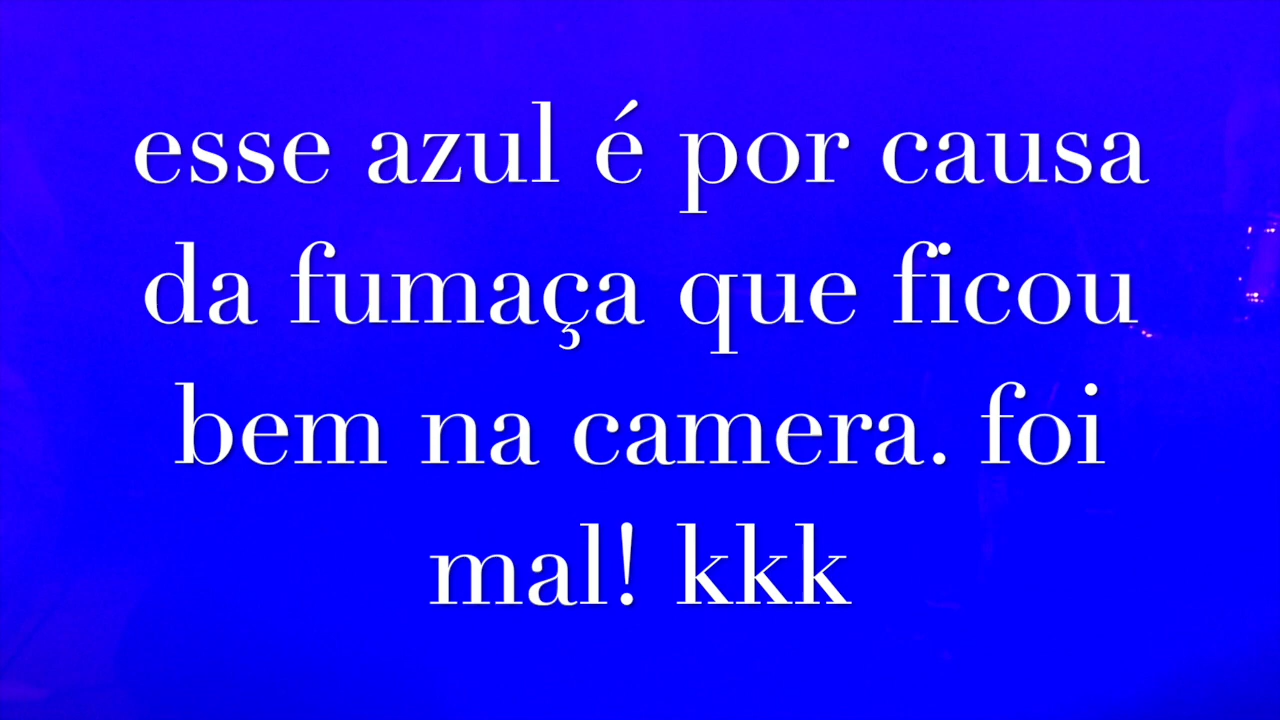 esse azul é por causa
da fumaça que ficou
bem na camera. foi
mal! kkk